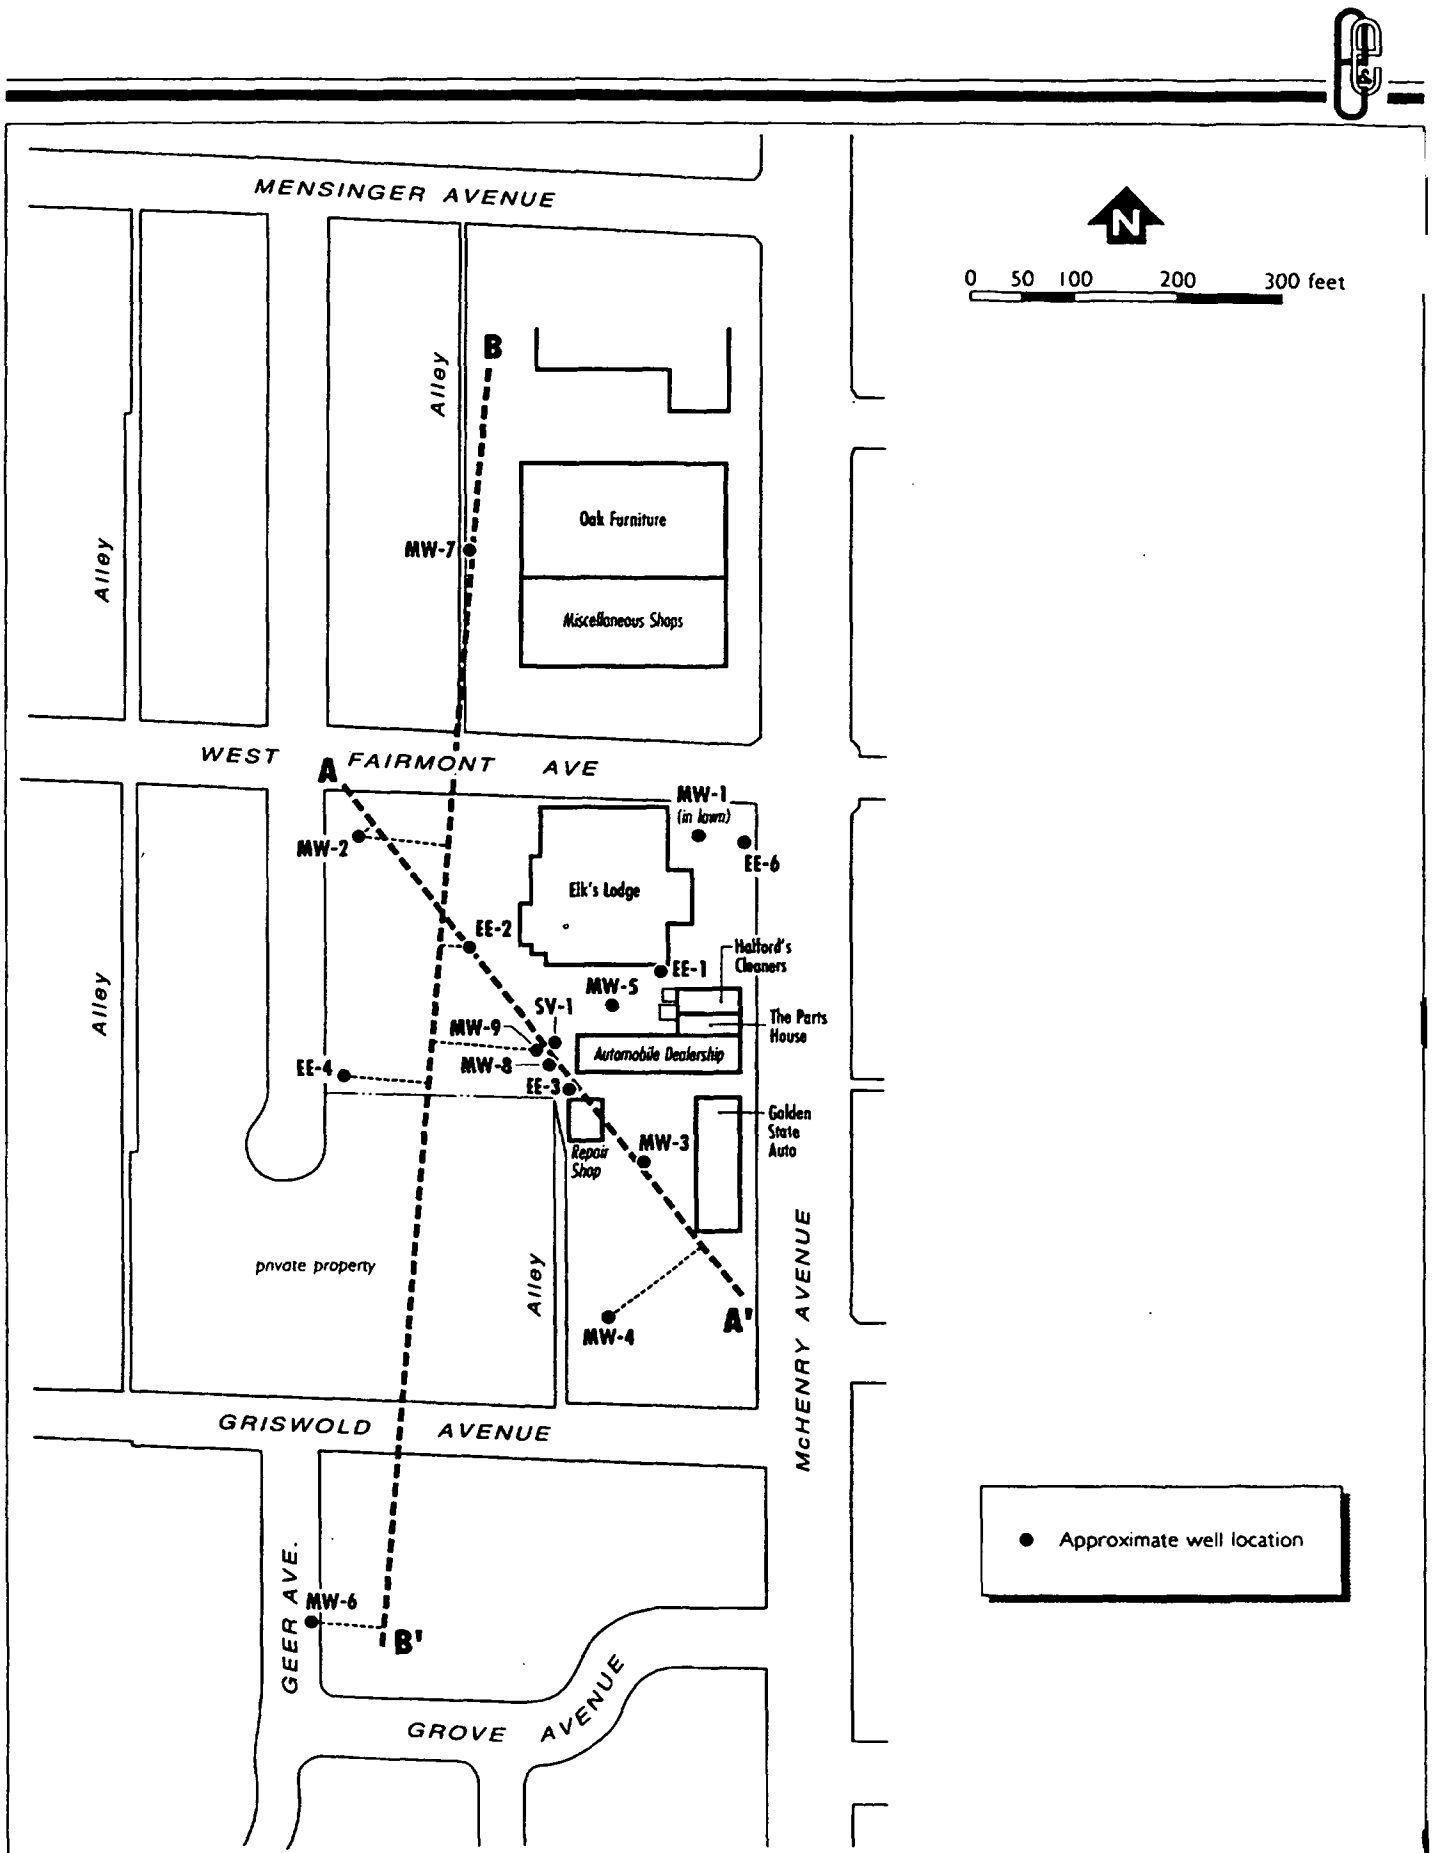 MENSINGER AVENUE
N
0 50 100 200 300 feet
B
Alley
Oak Furniture
MW-7
Alley
Miscellaneous Shops
WEST FAIRMONT AVE
A
MW-1
(in lawn)
MW-2
EE-6
Elk's Lodge
EE-2
Halford's
Cleaners
EE-1
MW-5
Alley
SV-1
The Parts
House
MW-9
Automobile Dealership
MW-8
EE-4
EE-3
Golden
State
Auto
MW-3
Repair
Shop
private property
Alley
McHENRY AVENUE
A'
MW-4
GRISWOLD AVENUE
Approximate well location
GEER AVE.
MW-6
B'
GROVE AVENUE